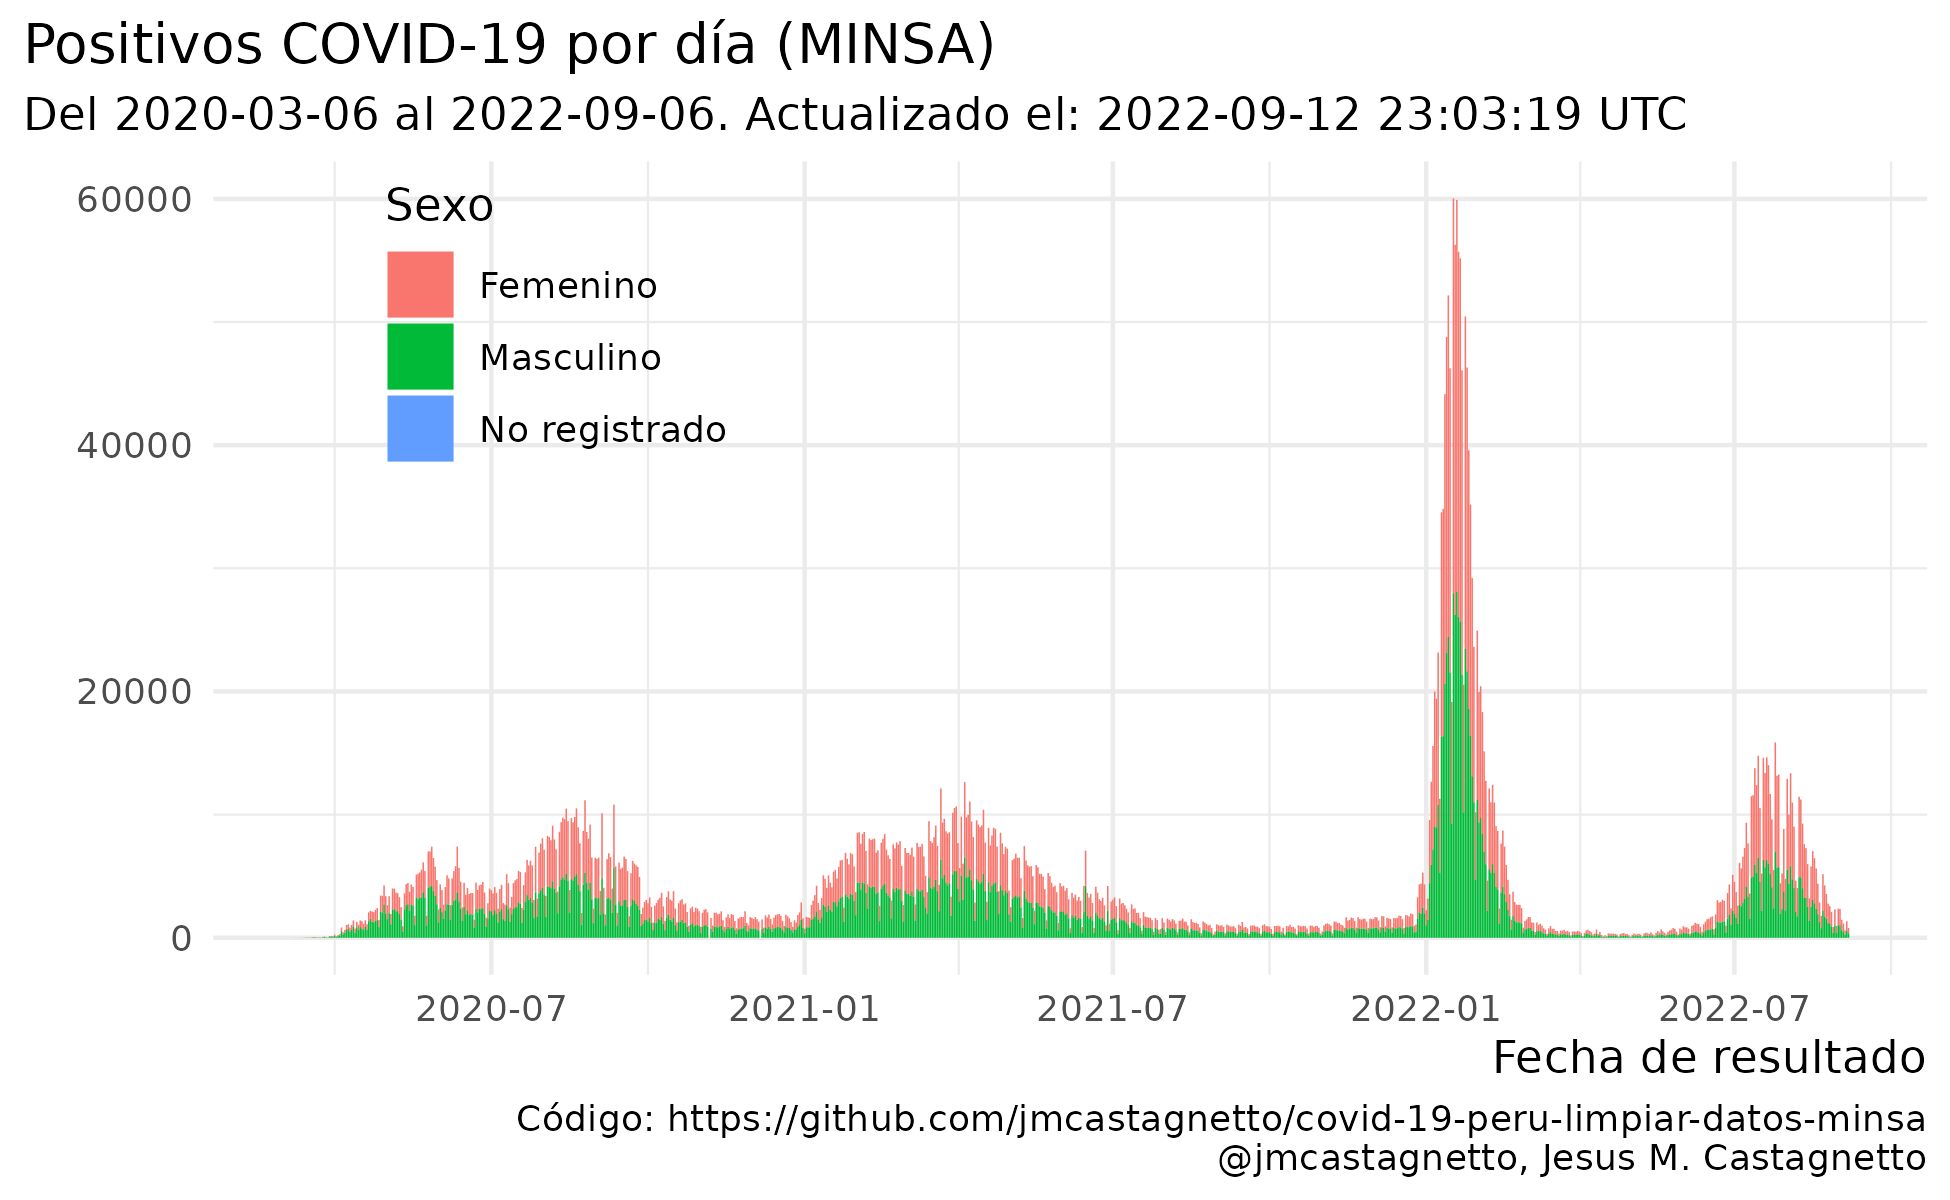 Positivos COVID-19 por día (MINSA)
Del 2020-03-06 al 2022-09-06. Actualizado el: 2022-09-12 23:03:19 UTC
60000
40000
20000
0
Sexo
Femenino
Masculino
No registrado
2020-07 2021-01 2021-07 2022-01 2022-07
Fecha de resultado
Código: https://github.com/jmcastagnetto/covid-19-peru-limpiar-datos-minsa
@jmcastagnetto, Jesus M. Castagnetto